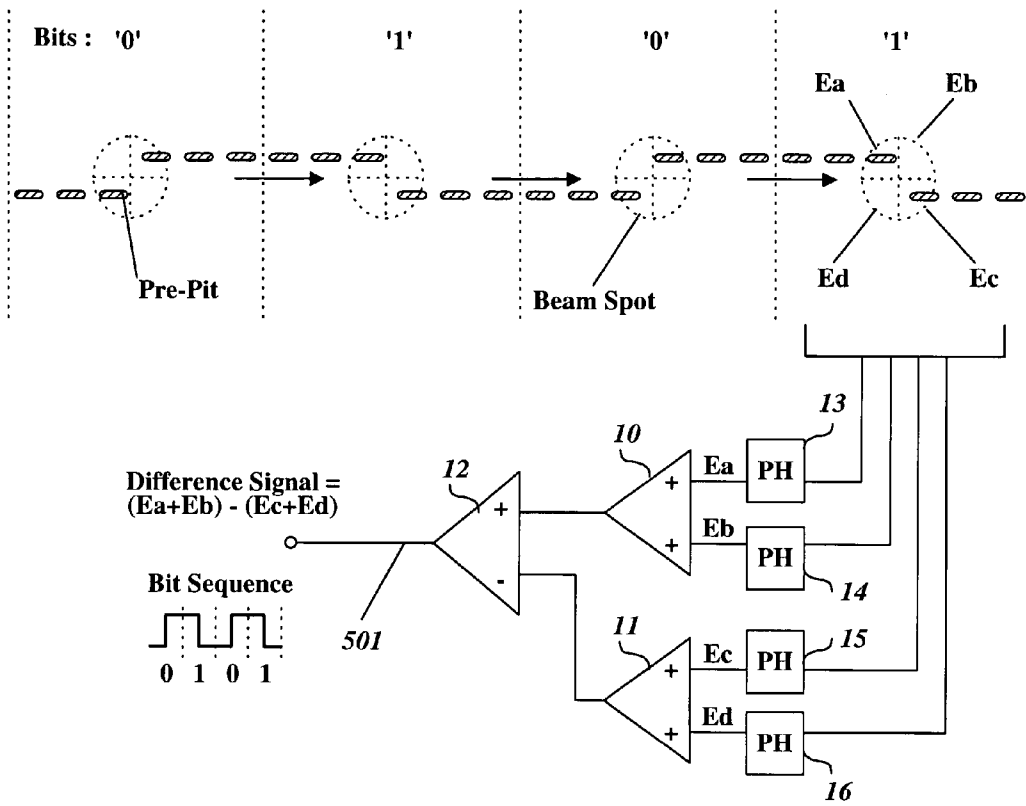 Bits : '0' '1' '0' '1'
Ea Eb
Pre-Pit
Beam Spot
Ed Ec
13
10
Ea PH
12
Difference Signal =
(Ea+Eb) - (Ec+Ed)
+ +
Eb PH
+
14
Bit Sequence
-
501
11
15
Ec PH
+
0 1 0 1
Ed PH
+
16